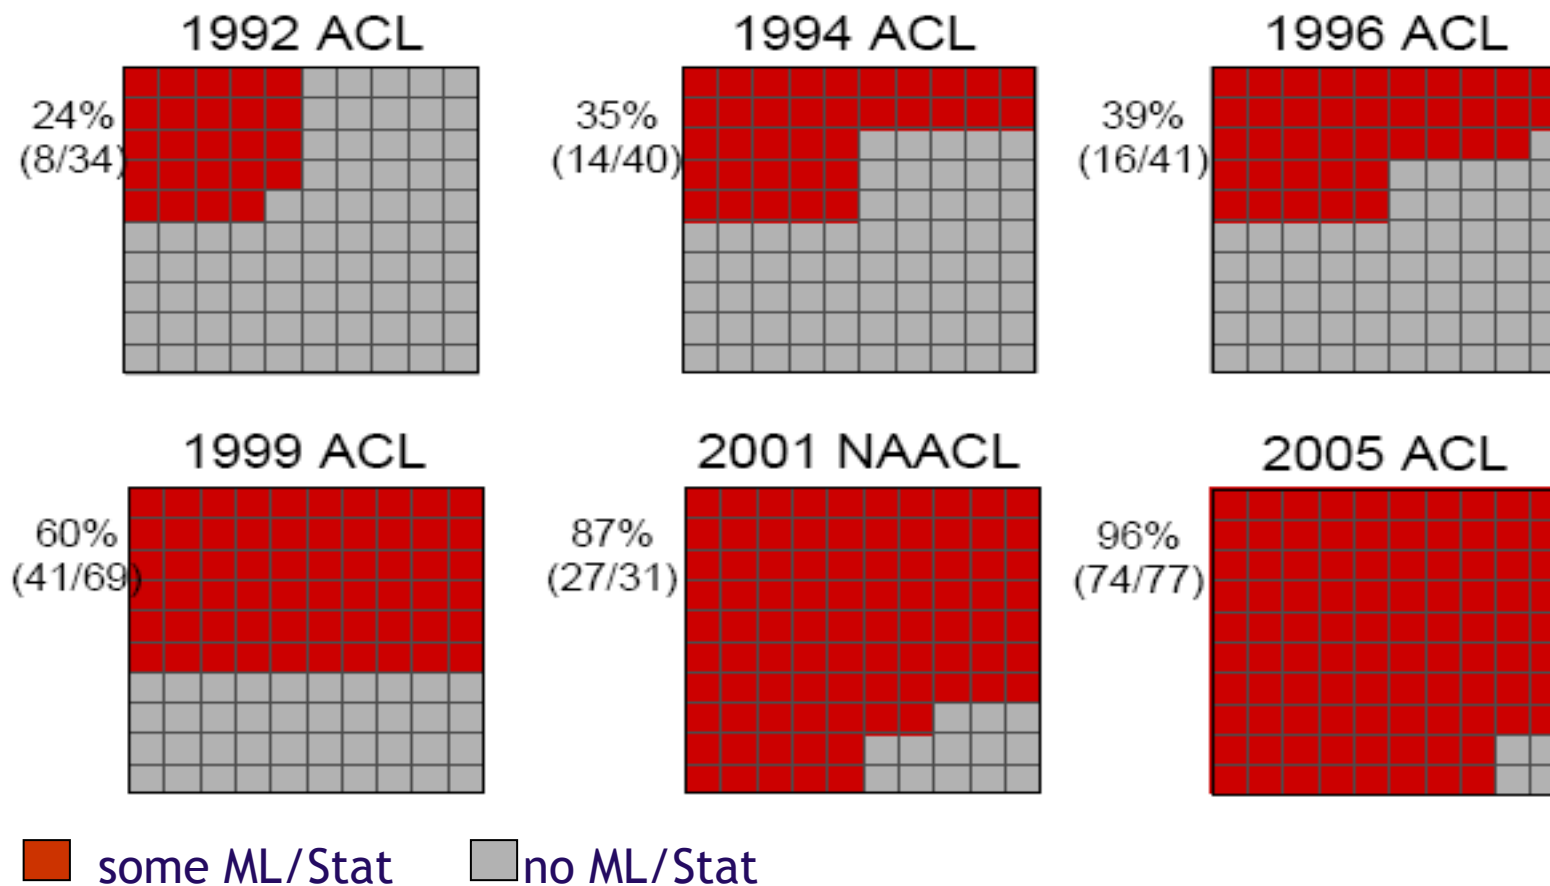 1992 ACL
24%
(8/34)
1994 ACL
35%
(14/40)
1996 ACL
39%
(16/41)
1999 ACL
60%
(41/69)
2001 NAACL
87%
(27/31)
2005 ACL
96%
(74/77)
some ML/Stat
no ML/Stat